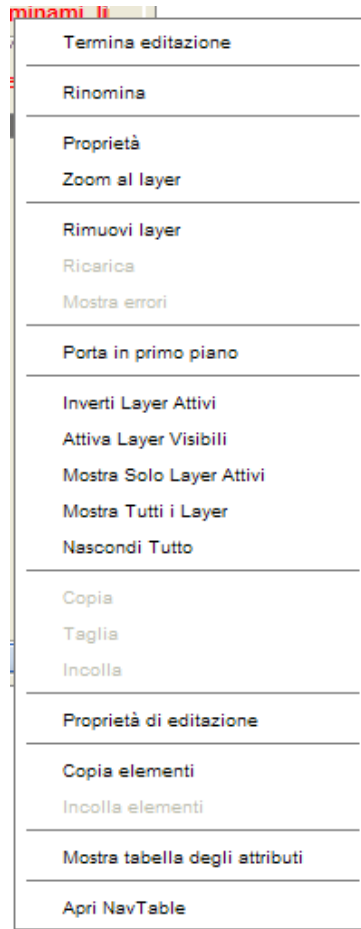 Termina editazione
Rinomina
Proprietà
Zoom al layer
Rimuovi layer
Ricarica
Mostra errori
Porta in primo piano
Inverti Layer Attivi
Attiva Layer Visibili
Mostra Solo Layer Attivi
Mostra Tutti i Layer
Nascondi Tutto
Copia
Taglia
Incolla
Proprietà di editazione
Copia elementi
Incolla elementi
Mostra tabella degli attributi
Apri NavTable